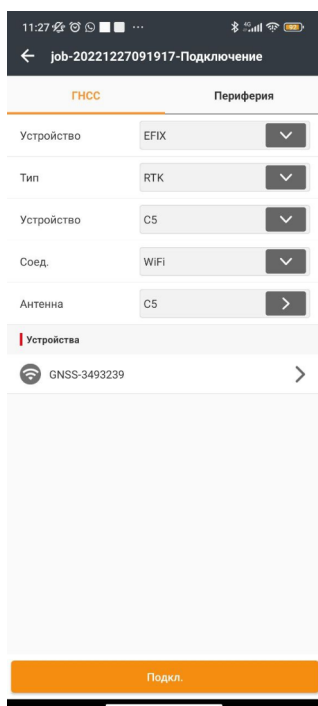 11:27 ...
4G
job-20221227091917-Подключение
ГНСС Периферия
Устройство EFIX
Тип RTK
Устройство C5
Соед. WiFi
Антенна C5
Устройства
GNSS-3493239
Подкл.